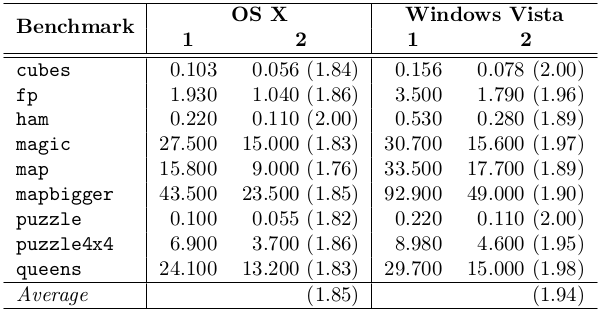 Benchmark OS X Windows Vista
1 2 1 2
cubes 0.103 0.056 (1.84) 0.156 0.078 (2.00)
fp 1.930 1.040 (1.86) 3.500 1.790 (1.96)
ham 0.220 0.110 (2.00) 0.530 0.280 (1.89)
magic 27.500 15.000 (1.83) 30.700 15.600 (1.97)
map 15.800 9.000 (1.76) 33.500 17.700 (1.89)
mapbigger 43.500 23.500 (1.85) 92.900 49.000 (1.90)
puzzle 0.100 0.055 (1.82) 0.220 0.110 (2.00)
puzzle4x4 6.900 3.700 (1.86) 8.980 4.600 (1.95)
queens 24.100 13.200 (1.83) 29.700 15.000 (1.98)
Average (1.85) (1.94)